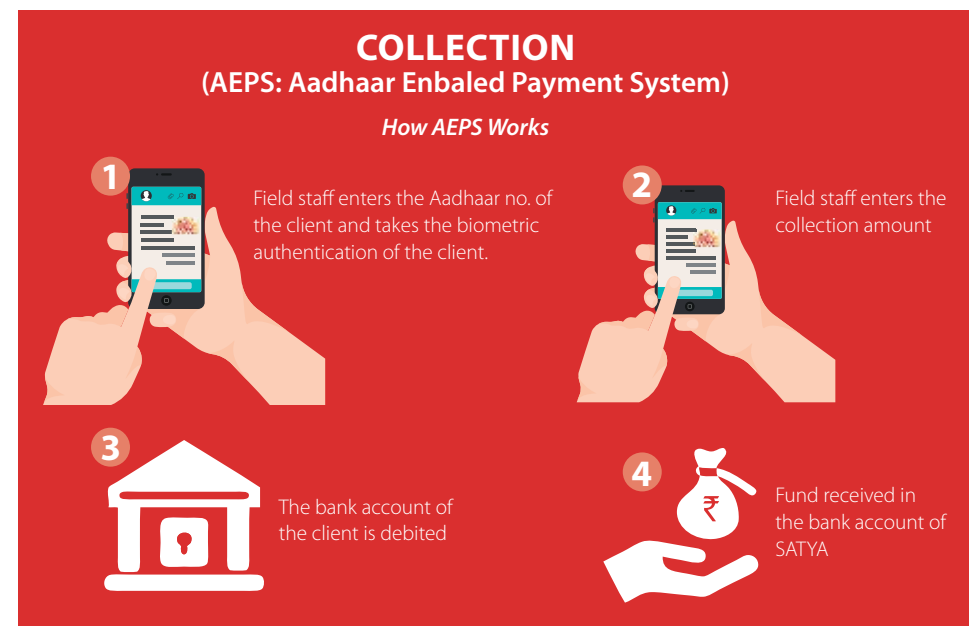 COLLECTION
(AEPS: Aadhaar Enbaled Payment System)
How AEPS Works
1
Field staff enters the Aadhaar no. of
the client and takes the biometric
authentication of the client.
2
Field staff enters the
collection amount
3
The bank account of
the client is debited
4
₹
Fund received in
the bank account of
SATYA